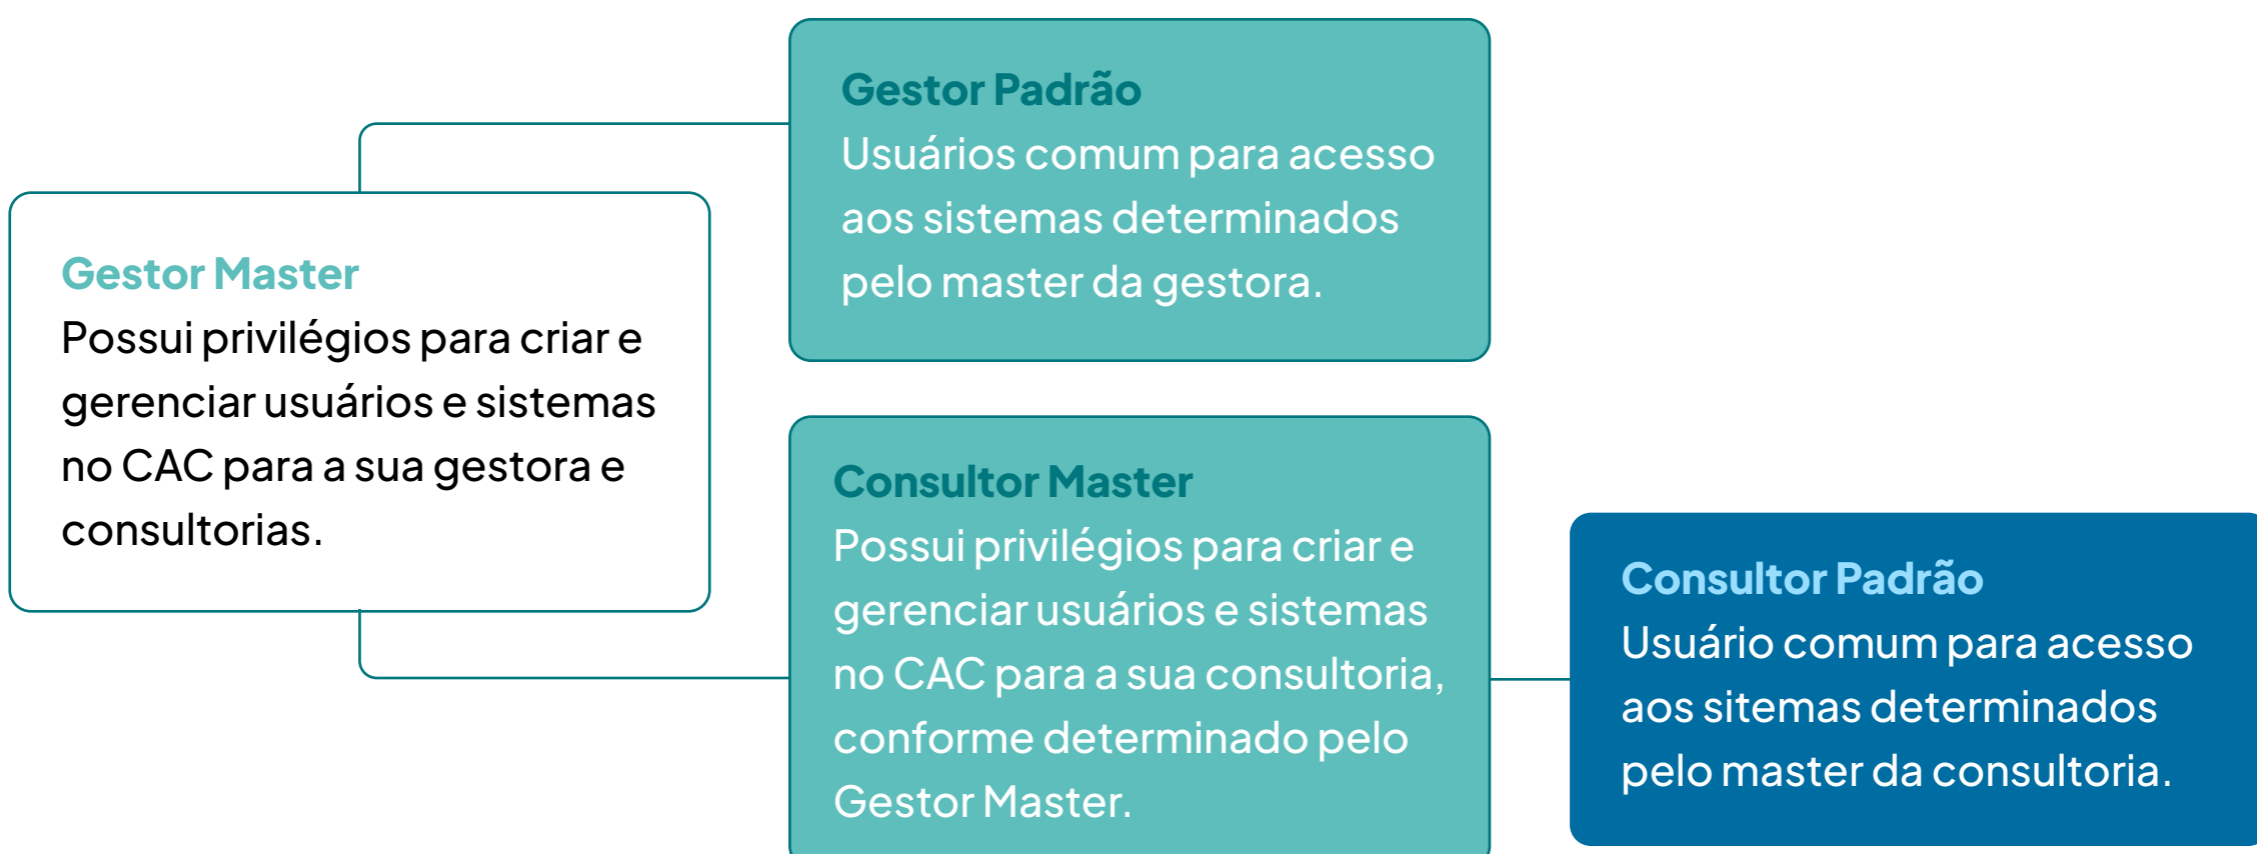 Gestor Padrão
Usuários comum para acesso
aos sistemas determinados
pelo master da gestora.
Gestor Master
Possui privilégios para criar e
gerenciar usuários e sistemas
no CAC para a sua gestora e
consultorias.
Consultor Master
Possui privilégios para criar e
gerenciar usuários e sistemas
no CAC para a sua consultoria,
conforme determinado pelo
Gestor Master.
Consultor Padrão
Usuário comum para acesso
aos sitemas determinados
pelo master da consultoria.